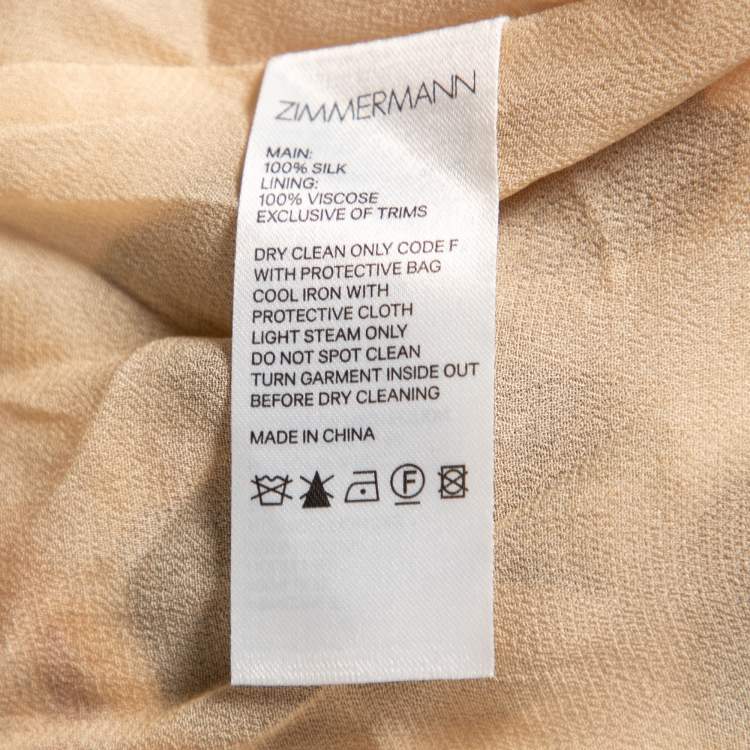 ZIMMERMANN
MAIN:
100% SILK
LINING:
100% VISCOSE
EXCLUSIVE OF TRIMS
DRY CLEAN ONLY CODE F
WITH PROTECTIVE BAG
COOL IRON WITH
PROTECTIVE CLOTH
LIGHT STEAM ONLY
DO NOT SPOT CLEAN
TURN GARMENT INSIDE OUT
BEFORE DRY CLEANING
MADE IN CHINA
F